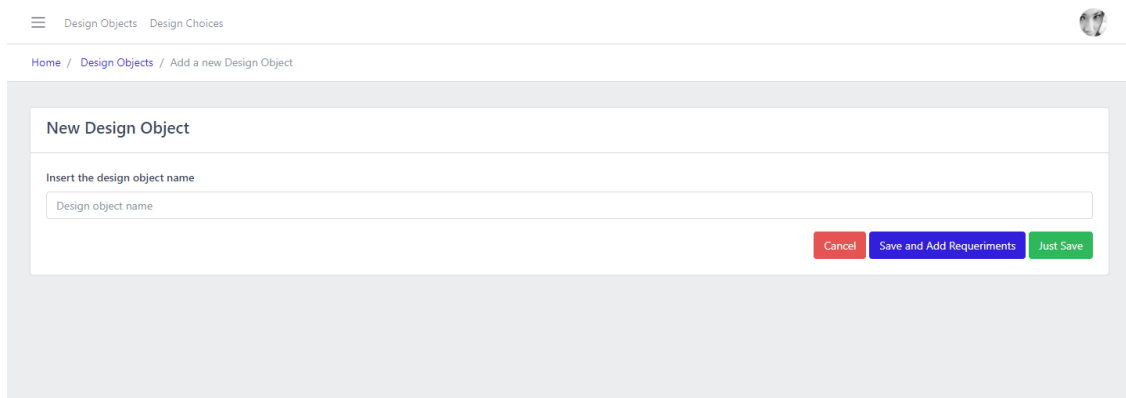 Design Objects Design Choices
Home / Design Objects / Add a new Design Object
New Design Object
Insert the design object name
Design object name
Cancel Save and Add Requeriments Just Save